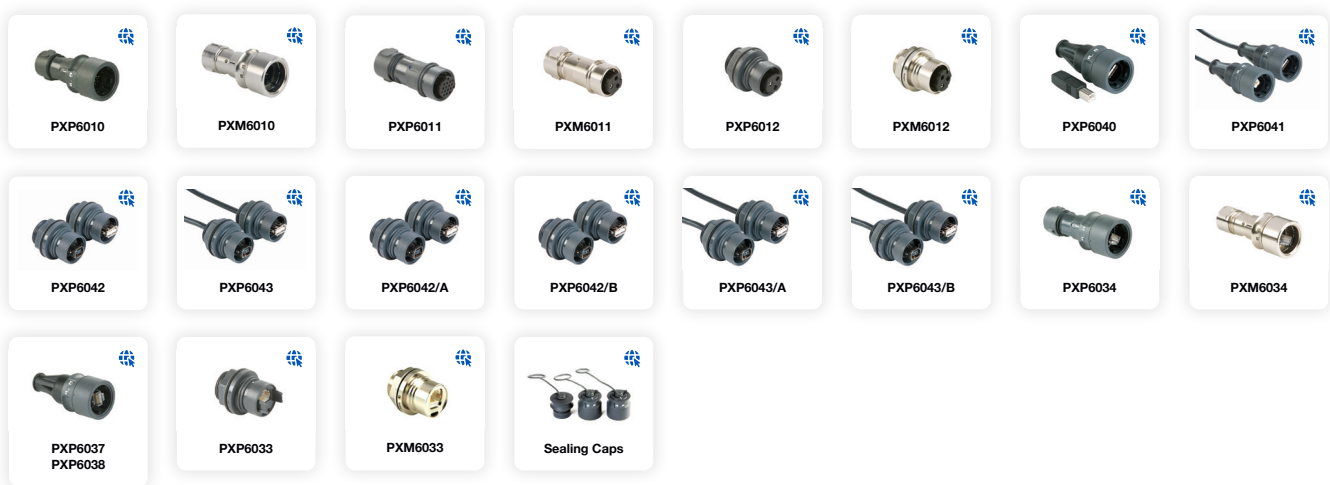 PXP6010
PXM6010
PXP6011
PXM6011
PXP6012
PXM6012
PXP6040
PXP6041
PXP6042
PXP6043
PXP6042/A
PXP6042/B
PXP6043/A
PXP6043/B
PXP6034
PXM6034
PXP6037
PXP6038
PXP6033
PXM6033
Sealing Caps